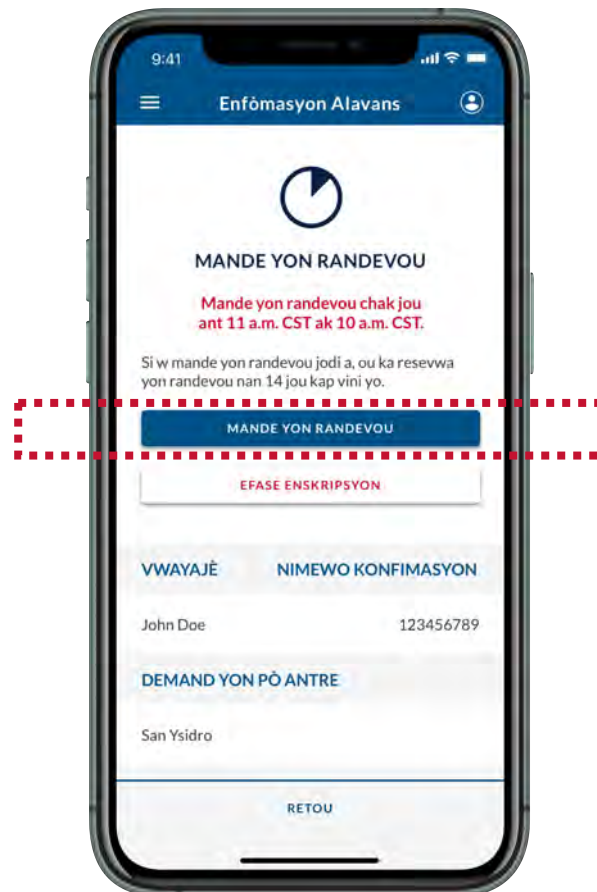 9:41
Enfòmasyon Alavans
MANDE YON RANDEVOU
Mande yon randevou chak jou
ant 11 a.m. CST ak 10 a.m. CST.
Si w mande yon randevou jodi a, ou ka resevwa
yon randevou nan 14 jou kap vini yo.
MANDE YON RANDEVOU
EFASE ENSKRIPSYON
VWAYAJÈ NIMEWO KONFIMASYON
John Doe 123456789
DEMAND YON PÒ ANTRE
San Ysidro
RETOU